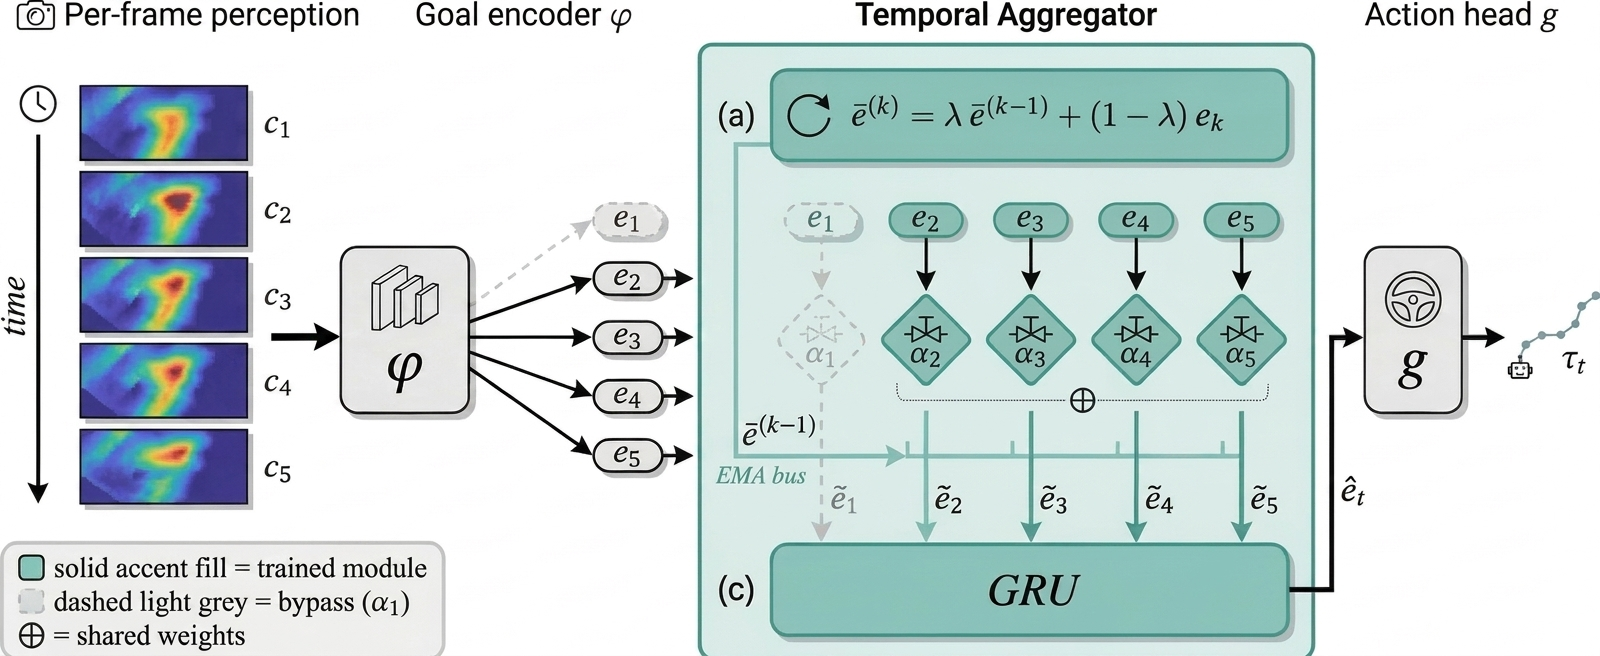 Per-frame perception
Goal encoder φ
Temporal Aggregator
Action head g
time
c₁
c₂
c₃
c₄
c₅
φ
e₁
e₂
e₃
e₄
e₅
(a)
ē⁽ᵏ⁾ = λ ē⁽ᵏ⁻¹⁾ + (1 − λ) eₖ
e₁ e₂ e₃ e₄ e₅
α₁ α₂ α₃ α₄ α₅
⊕
ē⁽ᵏ⁻¹⁾
EMA bus
ẽ₁ ẽ₂ ẽ₃ ẽ₄ ẽ₅
(c)
GRU
êₜ
g
τₜ
solid accent fill = trained module
dashed light grey = bypass (α₁)
⊕ = shared weights